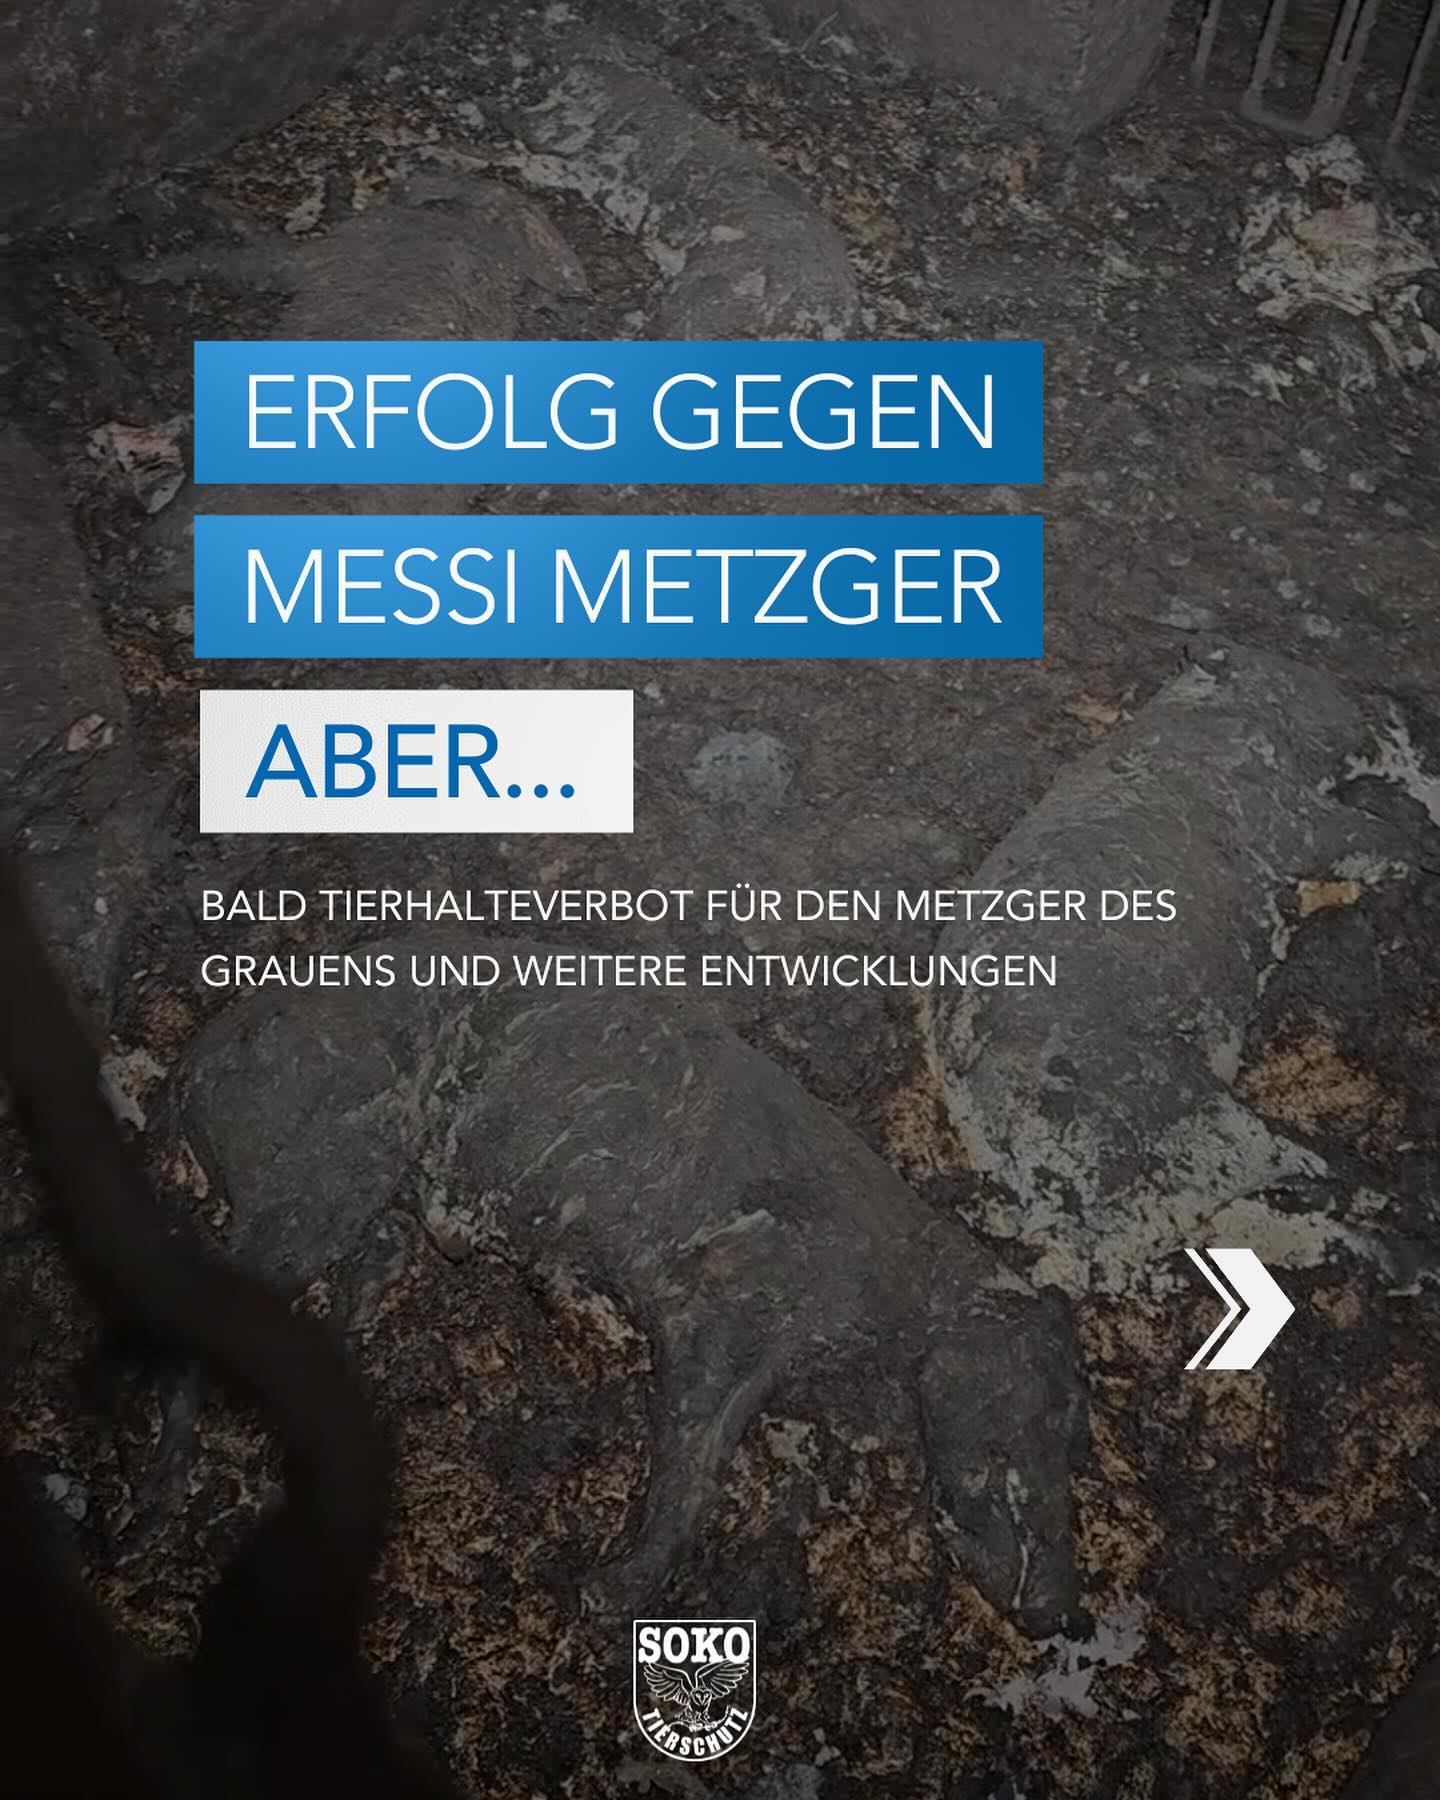 ERFOLG GEGEN
MESSI METZGER
ABER...
BALD TIERHALTEVERBOT FÜR DEN METZGER DES
GRAUENS UND WEITERE ENTWICKLUNGEN
SOKO
TIERSCHUTZ